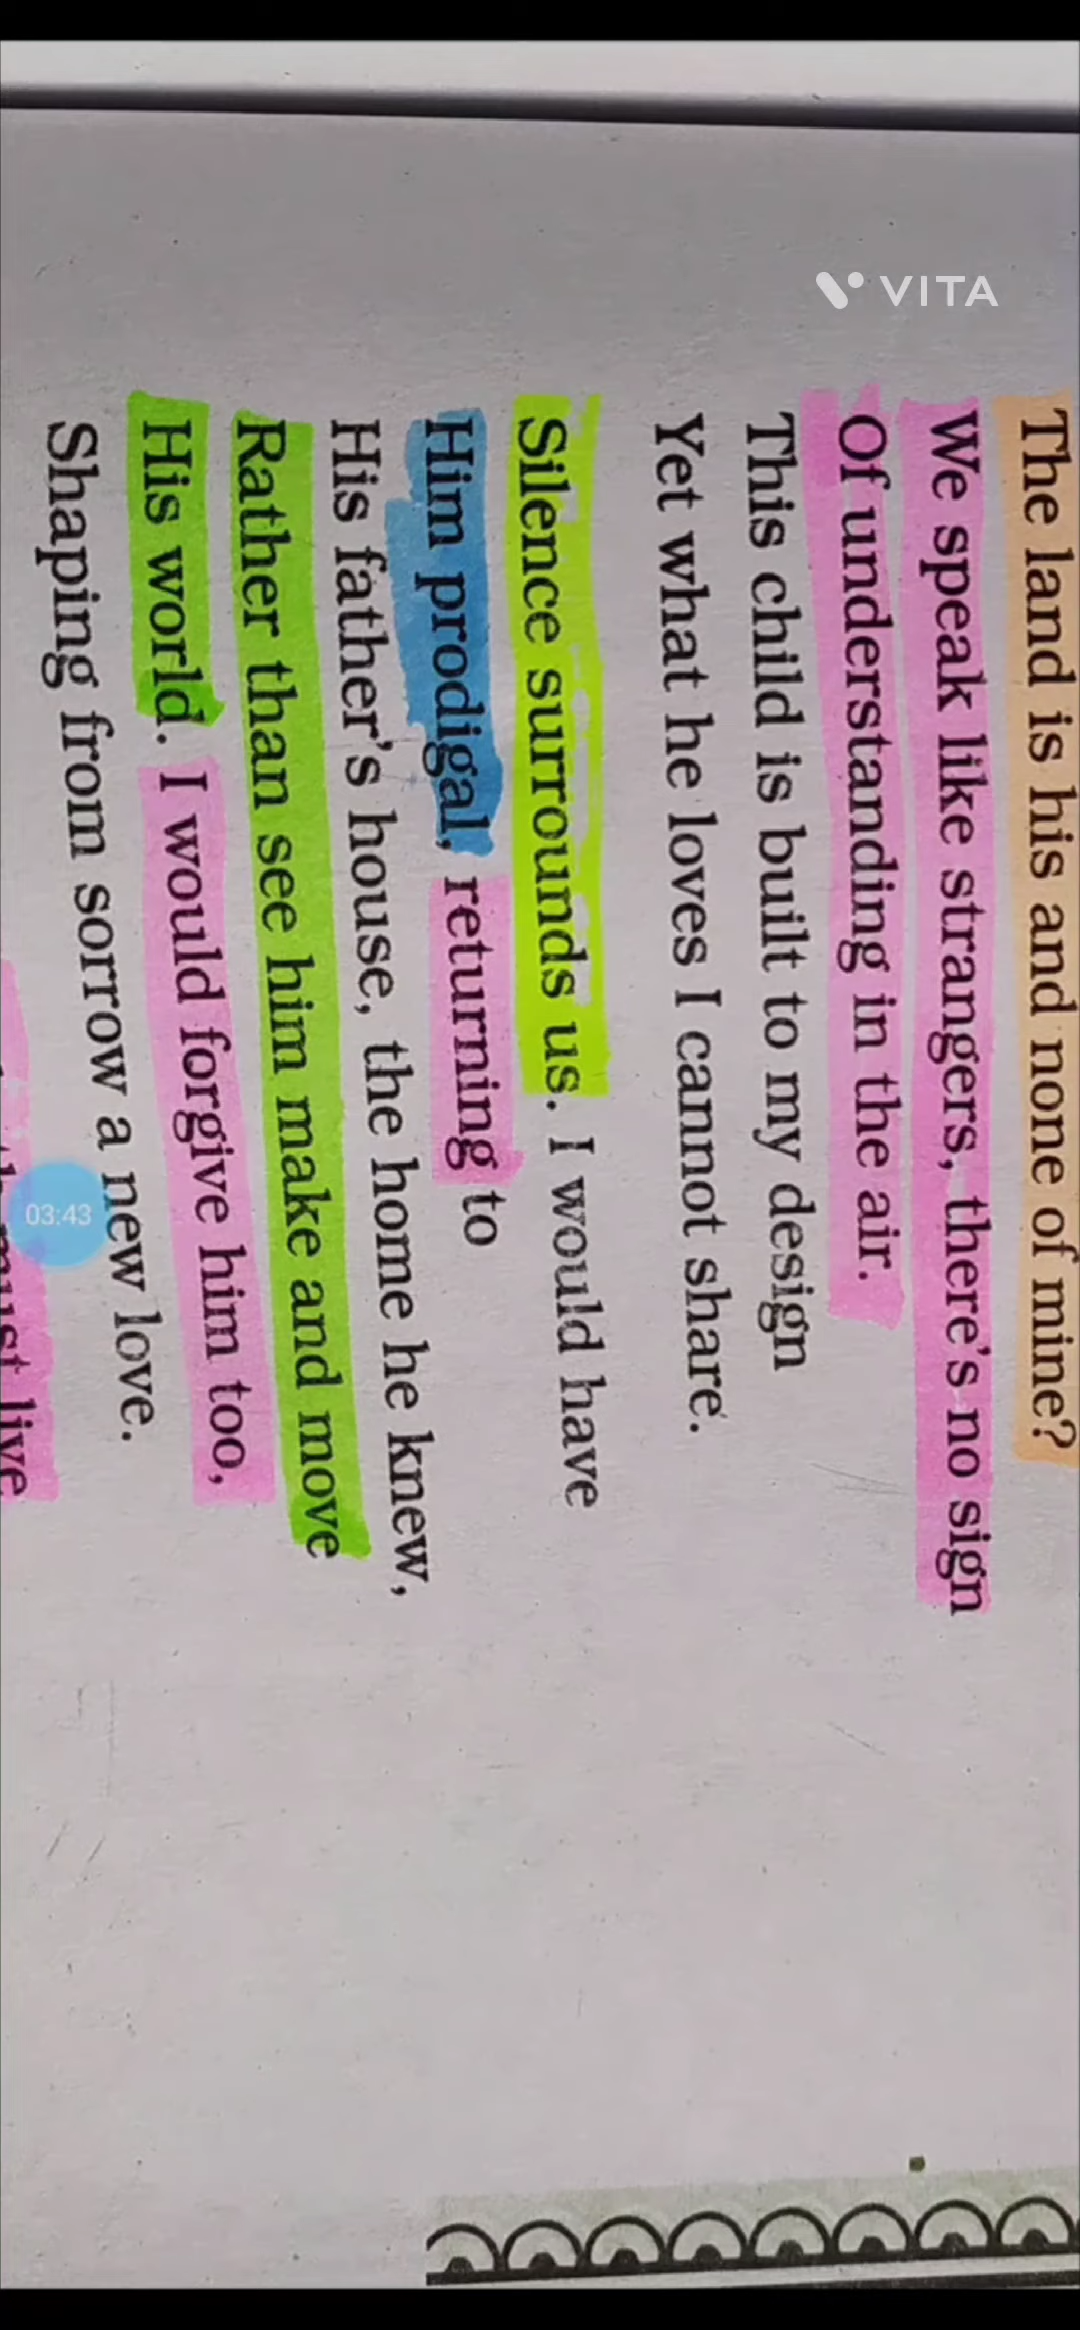 The land is his and none of mine?
We speak like strangers, there's no sign
Of understanding in the air.
This child is built to my design
Yet what he loves I cannot share.
Silence surrounds us. I would have
Him prodigal, returning to
His father's house, the home he knew,
Rather than see him make and move
His world. I would forgive him too,
Shaping from sorrow a new love.
must live
VITA
03:43